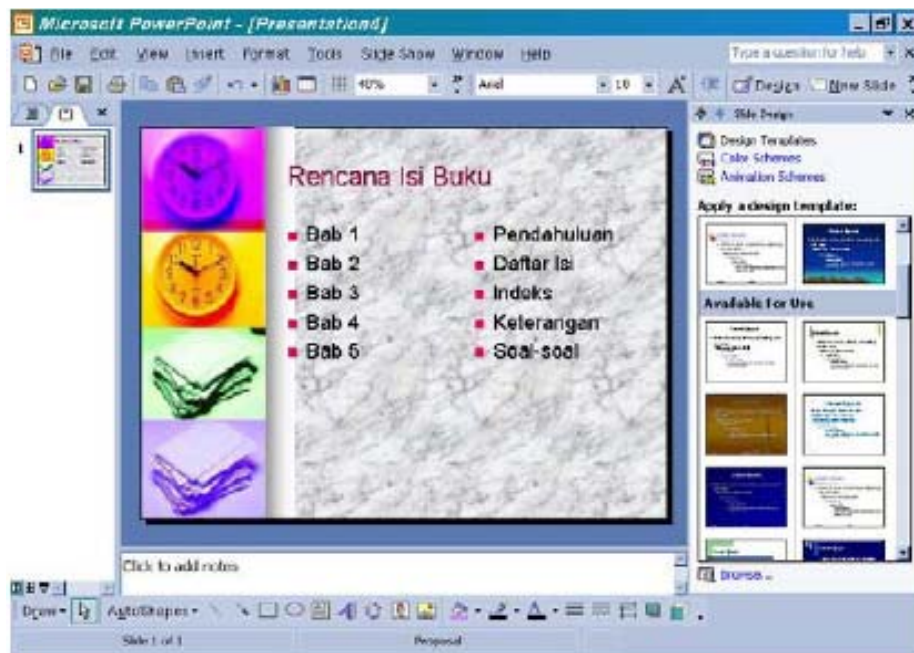 Microsoft PowerPoint - [Presentation4]
File Edit View Insert Format Tools Slide Show Window Help
Type a question for help
40% Arial 18 A Design New Slide
Slide Design
1
Design Templates
Color Schemes
Animation Schemes
Apply a design template:
Available For Use
Rencana Isi Buku
Bab 1 Pendahuluan
Bab 2 Daftar Isi
Bab 3 Indeks
Bab 4 Keterangan
Bab 5 Soal-soal
Browse...
Click to add notes
Draw AutoShapes
Slide 1 of 1 Proposal